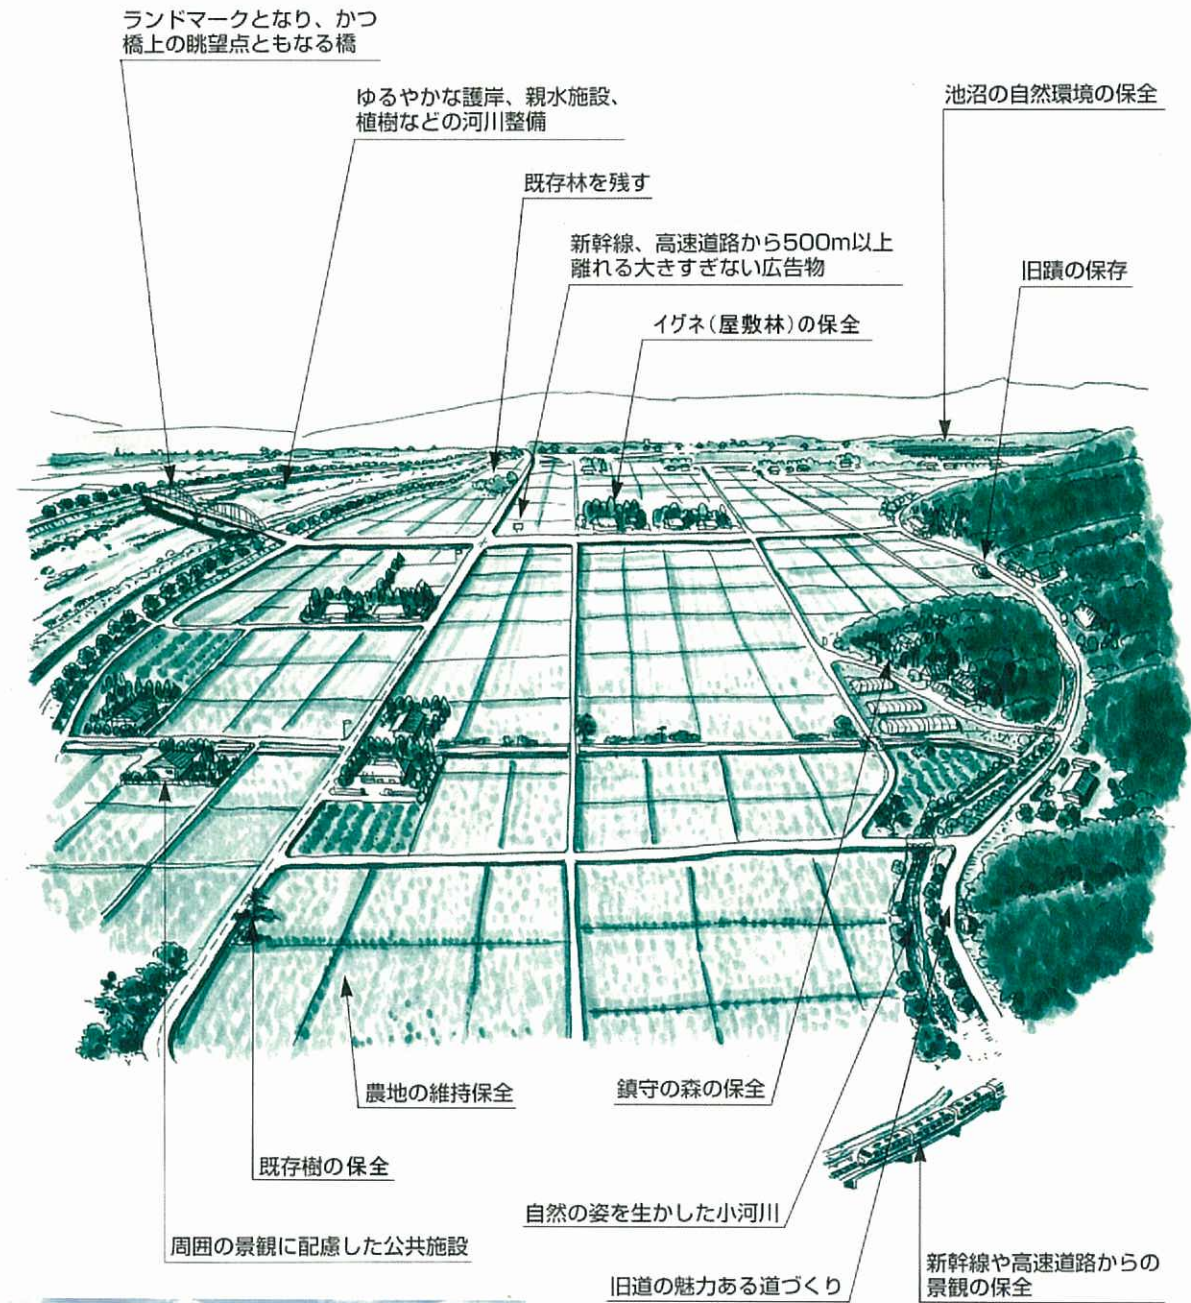 ランドマークとなり、かつ
橋上の眺望点ともなる橋
ゆるやかな護岸、親水施設、
植樹などの河川整備
池沼の自然環境の保全
既存林を残す
新幹線、高速道路から500m以上
離れる大きすぎない広告物
旧蹟の保存
イグネ(屋敷林)の保全
農地の維持保全
鎮守の森の保全
既存樹の保全
自然の姿を生かした小河川
周囲の景観に配慮した公共施設
旧道の魅力ある道づくり
新幹線や高速道路からの
景観の保全